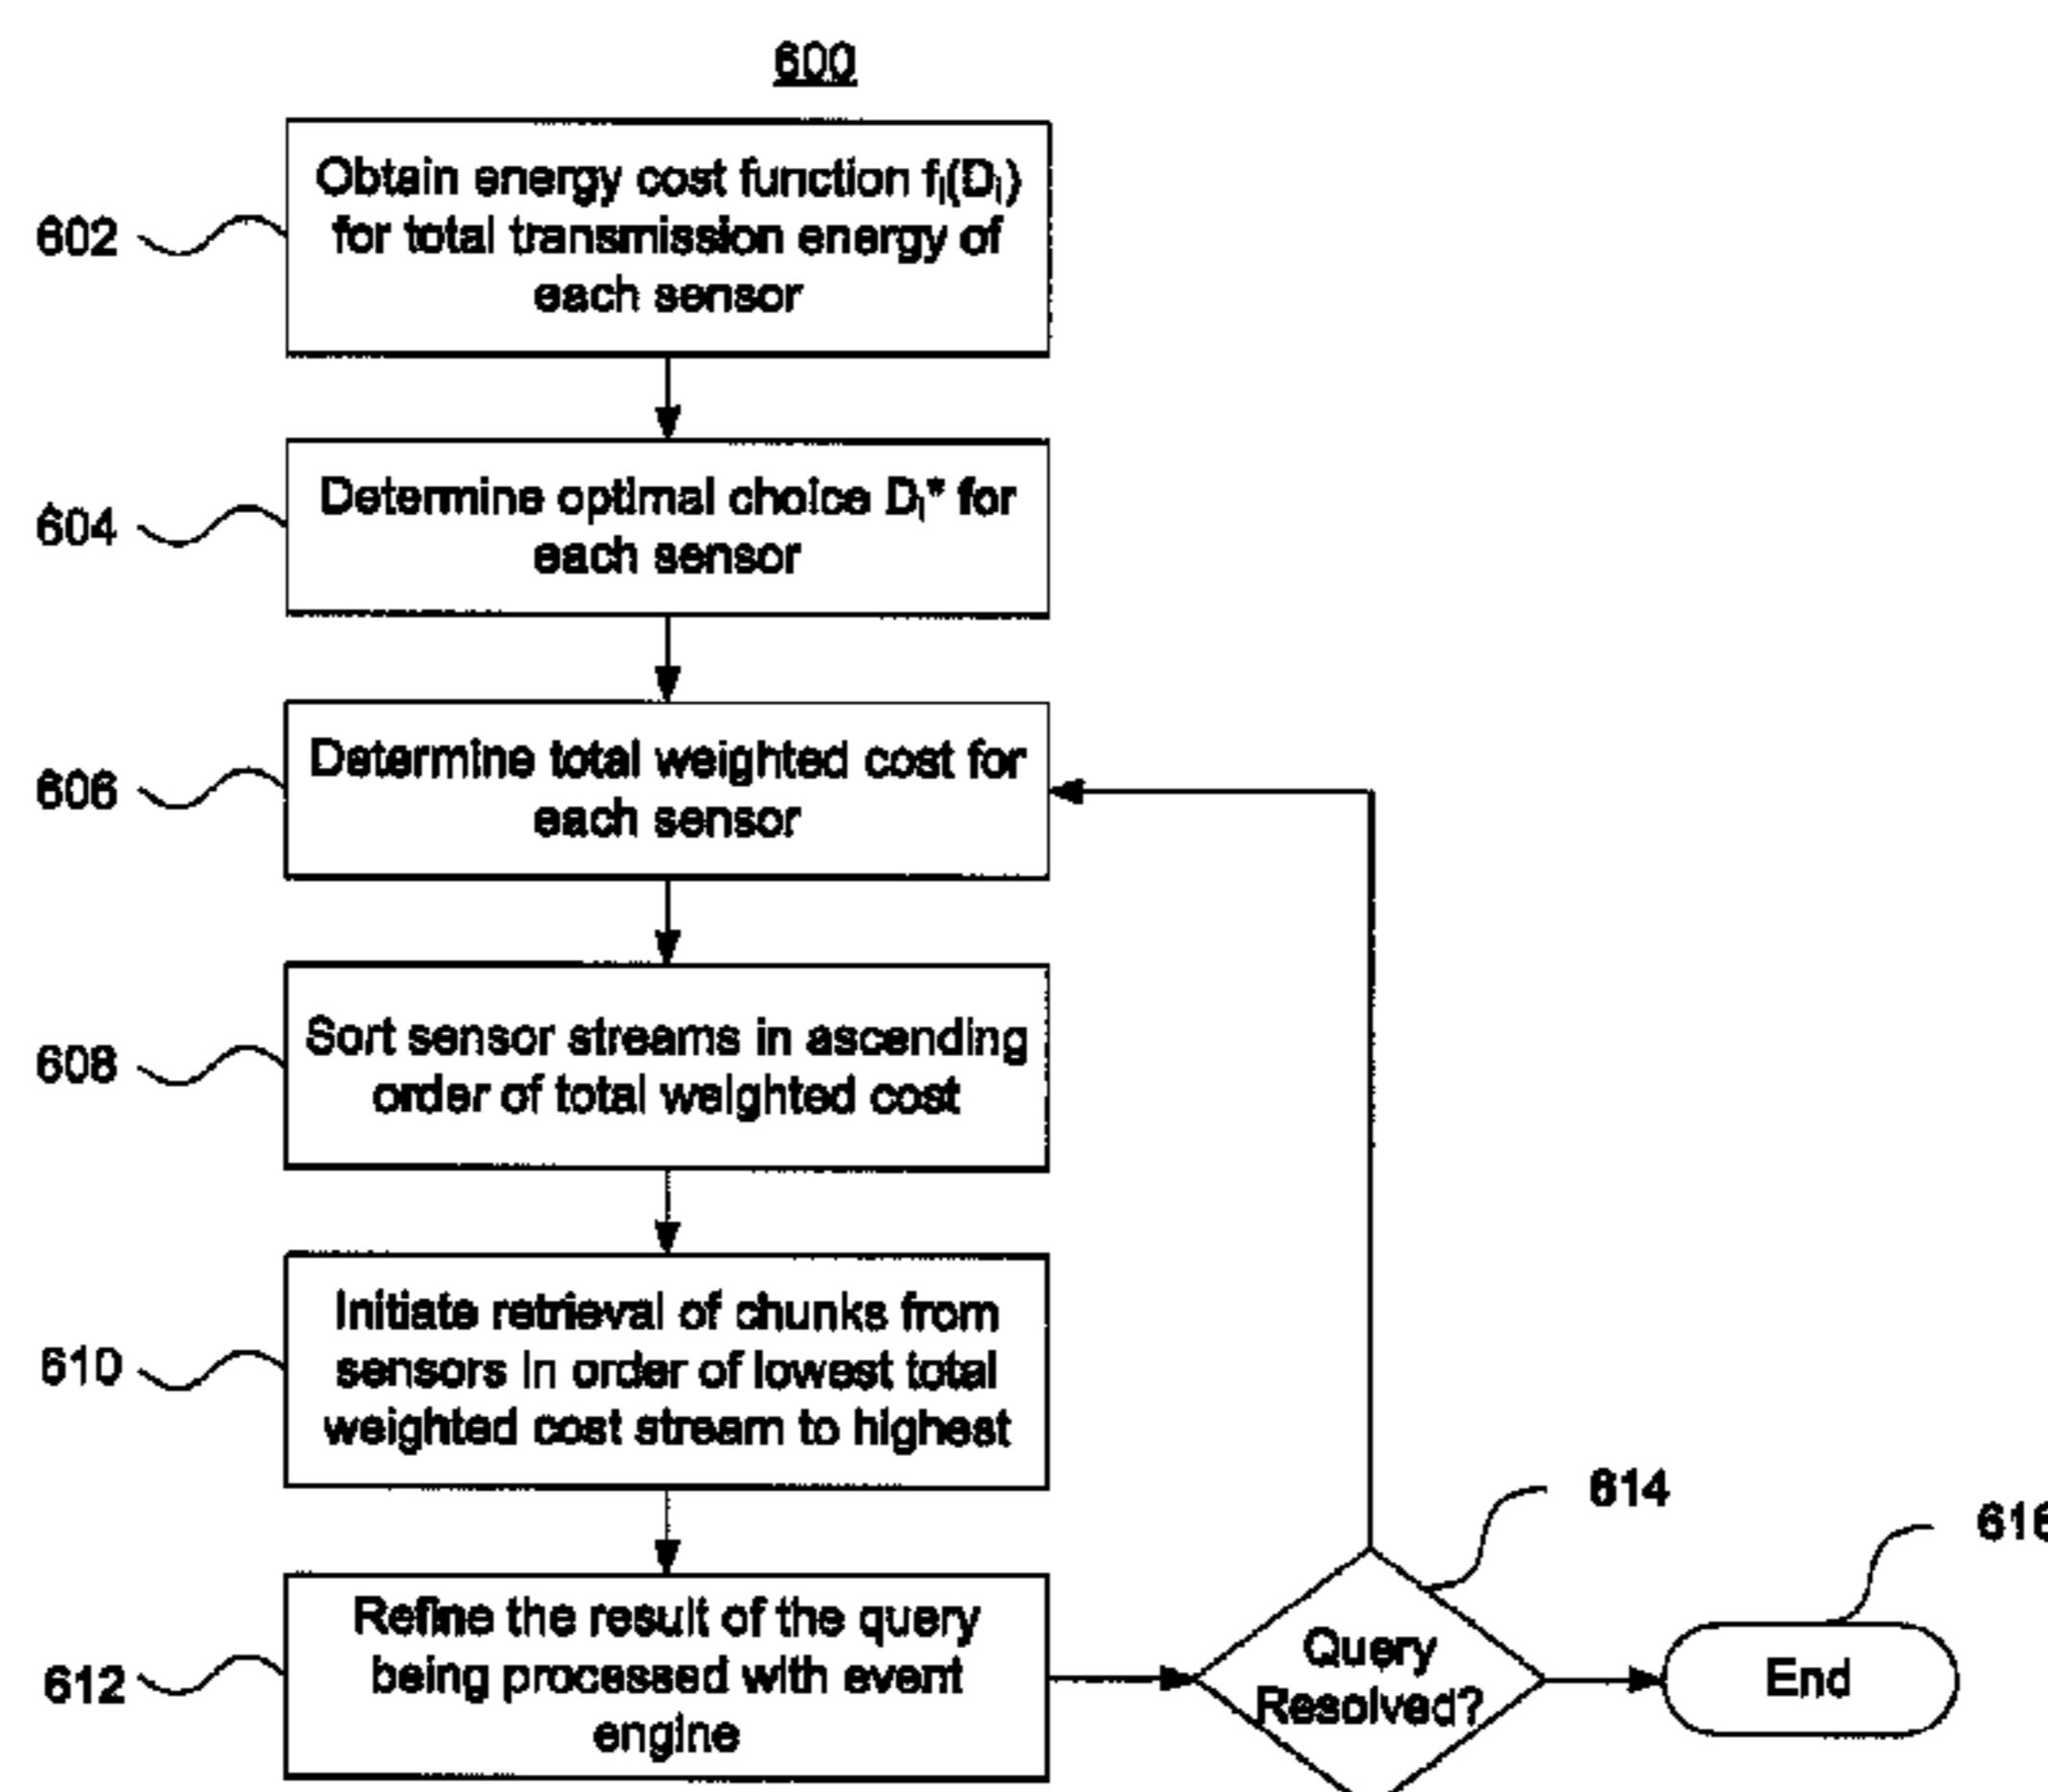 600
Obtain energy cost function fᵢ(Dᵢ)
for total transmission energy of
each sensor
602
Determine optimal choice Dᵢ* for
each sensor
604
Determine total weighted cost for
each sensor
606
Sort sensor streams in ascending
order of total weighted cost
608
Initiate retrieval of chunks from
sensors in order of lowest total
weighted cost stream to highest
610
Refine the result of the query
being processed with event
engine
612
Query
Resolved?
614
End
616